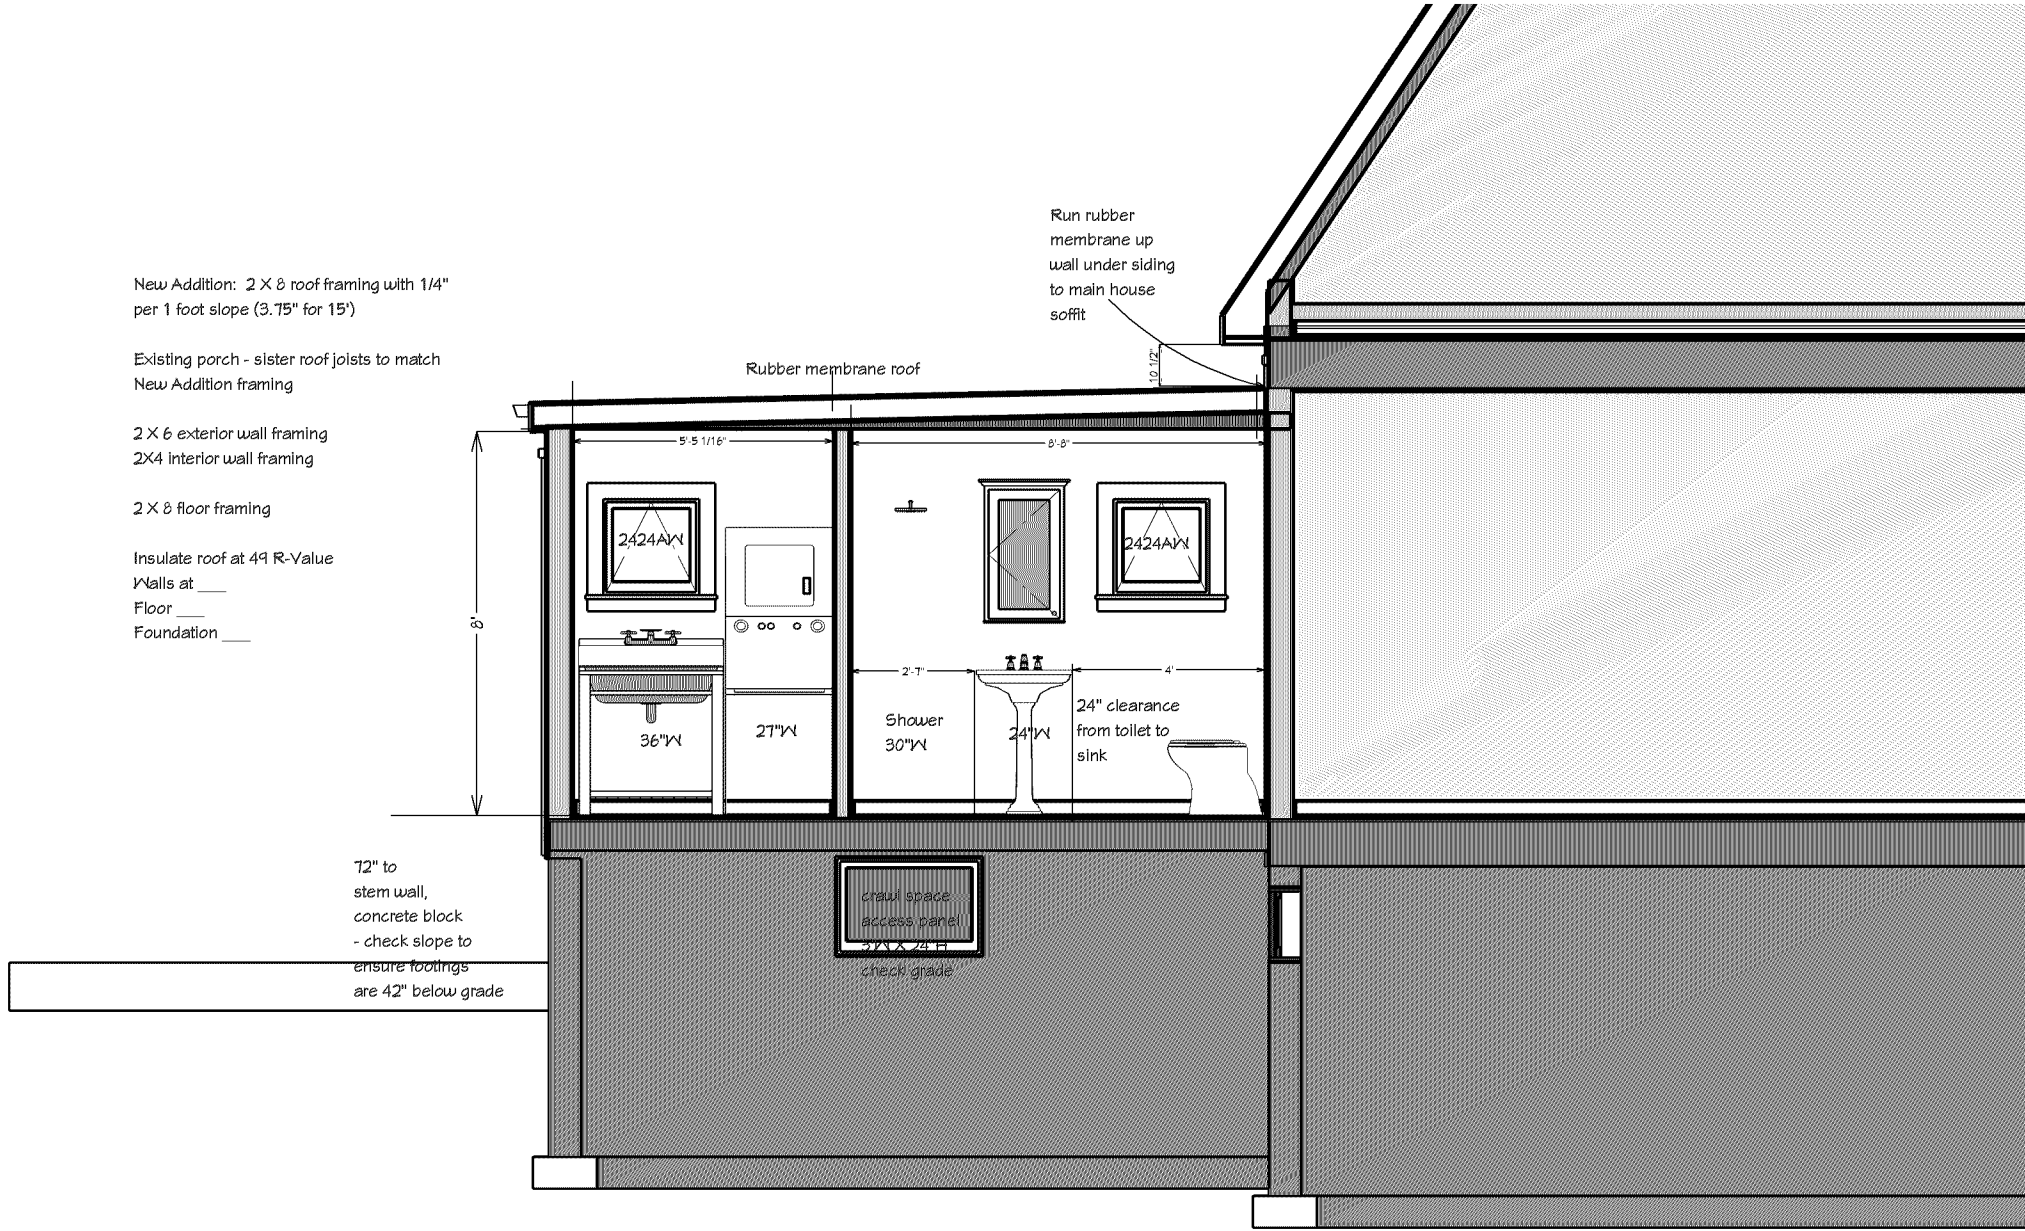 Run rubber
membrane up
wall under siding
to main house
soffit
New Addition:  2 X 8 roof framing with 1/4"
per 1 foot slope (3.75" for 15')
Existing porch - sister roof joists to match
New Addition framing
2 X 6 exterior wall framing
2X4 interior wall framing
2 X 8 floor framing
Insulate roof at 49 R-Value
Walls at ___
Floor ___
Foundation ___
Rubber membrane roof
10 1/2"
5'-5 1/16"
8'-8"
8'
2424AW
2424AW
2'-7"
4'
36"W
27"W
Shower
30"W
24"W
24" clearance
from toilet to
sink
72" to
stem wall,
concrete block
- check slope to
ensure footings
are 42" below grade
crawl space
access panel
3'W X 24"H
check grade